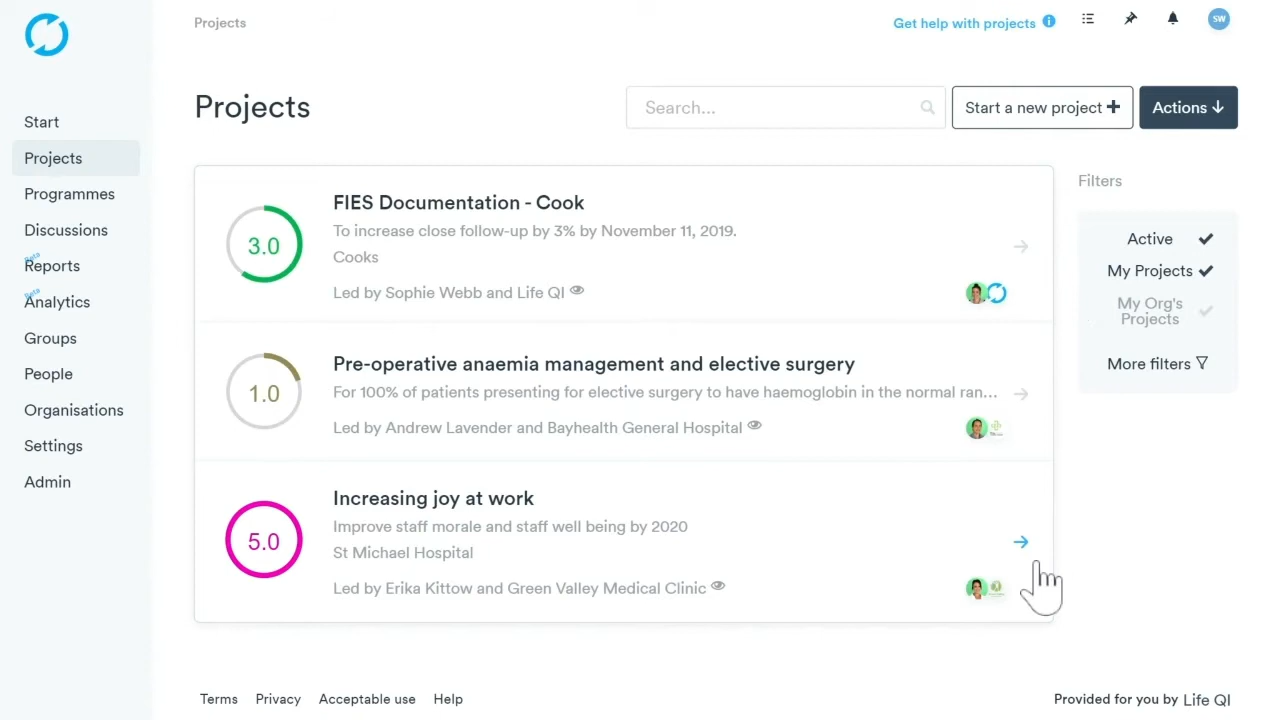 Projects
Get help with projects
SW
Projects
Search...
Start a new project
Actions
Start
Projects
Programmes
Discussions
Beta
Reports
Beta
Analytics
Groups
People
Organisations
Settings
Admin
3.0
FIES Documentation - Cook
To increase close follow-up by 3% by November 11, 2019.
Cooks
Led by Sophie Webb and Life QI
1.0
Pre-operative anaemia management and elective surgery
For 100% of patients presenting for elective surgery to have haemoglobin in the normal ran...
Led by Andrew Lavender and Bayhealth General Hospital
5.0
Increasing joy at work
Improve staff morale and staff well being by 2020
St Michael Hospital
Led by Erika Kittow and Green Valley Medical Clinic
Filters
Active
My Projects
My Org's
Projects
More filters
Terms Privacy Acceptable use Help
Provided for you by Life QI